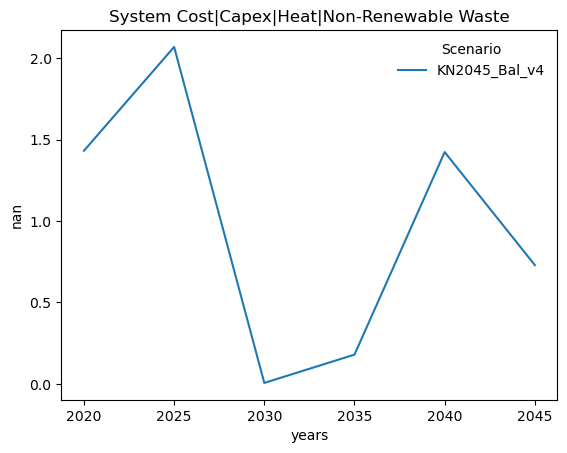 System Cost|Capex|Heat|Non-Renewable Waste
Scenario
KN2045_Bal_v4
2.0
1.5
1.0
0.5
0.0
nan
2020 2025 2030 2035 2040 2045
years